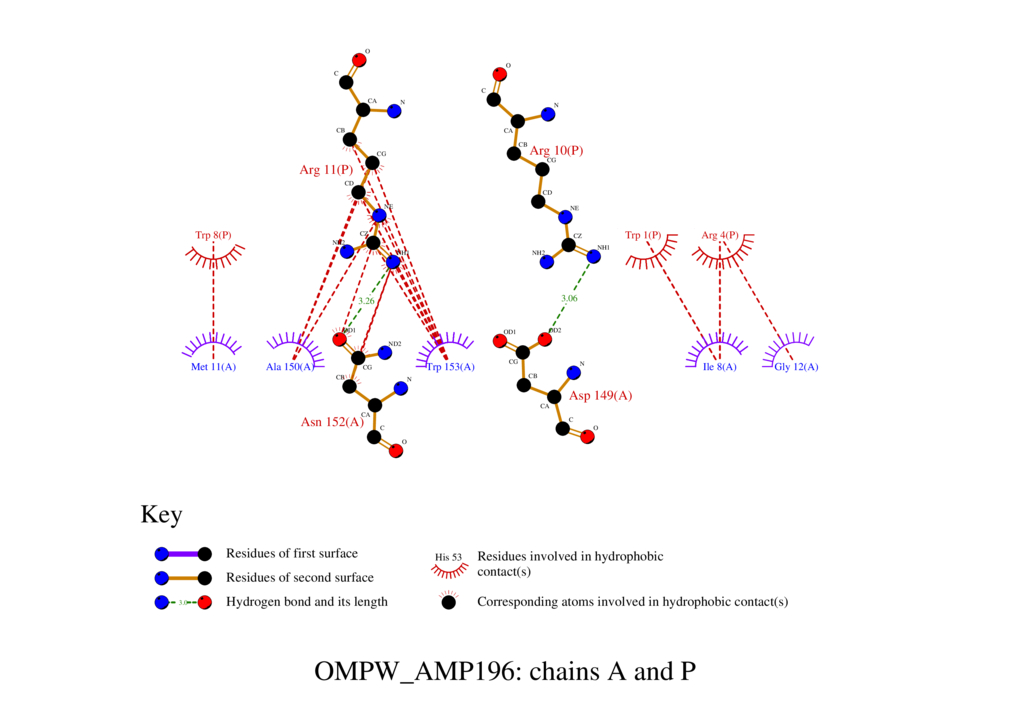 O
C
CA
N
CB
CG
Arg 11(P)
CD
NE
CZ
NH2
NH1
O
C
N
CA
CB
Arg 10(P)
CG
CD
NE
CZ
NH2
NH1
Trp 8(P)
Trp 1(P)
Arg 4(P)
3.26
3.06
OD1
ND2
CG
CB
N
CA
C
O
OD1
OD2
CG
CB
N
CA
C
O
Met 11(A)
Ala 150(A)
Trp 153(A)
Ile 8(A)
Gly 12(A)
Asn 152(A)
Asp 149(A)
Key
Residues of first surface
Residues of second surface
3.0
Hydrogen bond and its length
His 53
Residues involved in hydrophobic
contact(s)
Corresponding atoms involved in hydrophobic contact(s)
OMPW_AMP196: chains A and P